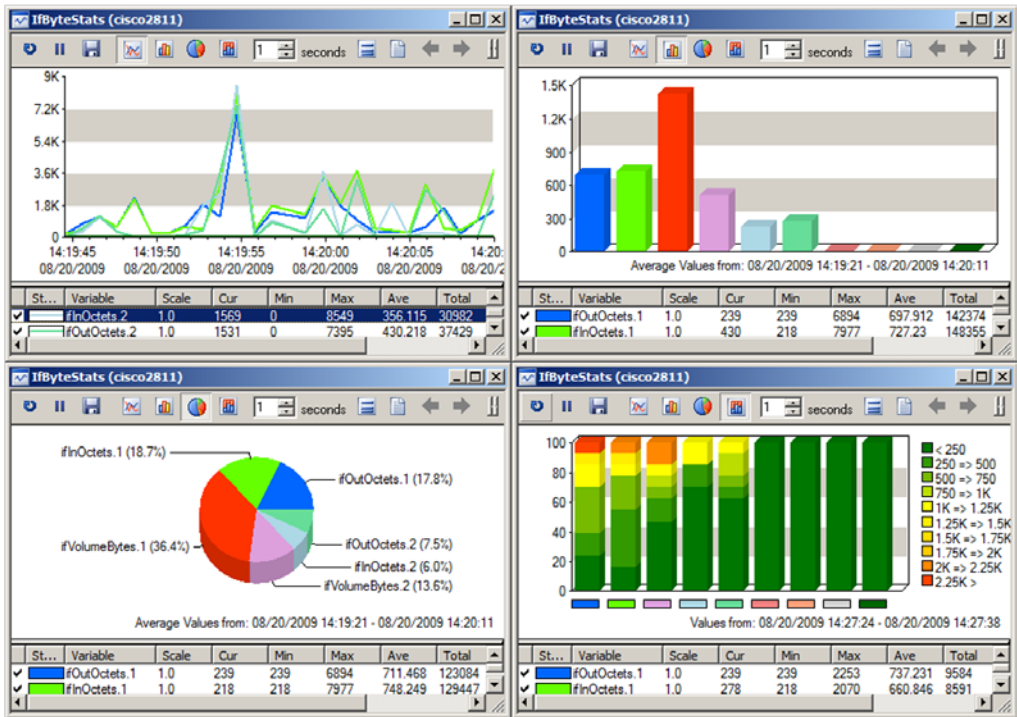 IfByteStats (cisco2811)
1 seconds
9K
7.2K
5.4K
3.6K
1.8K
0
14:19:45 14:19:50 14:19:55 14:20:00 14:20:05 14:20:
08/20/2009 08/20/2009 08/20/2009 08/20/2009 08/20/2009 08/20/2
St... Variable Scale Cur Min Max Ave Total
ifInOctets.2 1.0 1569 0 8549 356.115 30982
ifOutOctets.2 1.0 1531 0 7395 430.218 37429
IfByteStats (cisco2811)
1 seconds
1.5K
1.2K
900
600
300
0
Average Values from: 08/20/2009 14:19:21 - 08/20/2009 14:20:11
St... Variable Scale Cur Min Max Ave Total
ifOutOctets.1 1.0 239 239 6894 697.912 142374
ifInOctets.1 1.0 430 218 7977 727.23 148355
IfByteStats (cisco2811)
1 seconds
ifInOctets.1 (18.7%)
ifOutOctets.1 (17.8%)
ifVolumeBytes.1 (36.4%)
ifOutOctets.2 (7.5%)
ifInOctets.2 (6.0%)
ifVolumeBytes.2 (13.6%)
Average Values from: 08/20/2009 14:19:21 - 08/20/2009 14:20:11
St... Variable Scale Cur Min Max Ave Total
ifOutOctets.1 1.0 239 239 6894 711.468 123084
ifInOctets.1 1.0 218 218 7977 748.249 129447
IfByteStats (cisco2811)
1 seconds
100
80
60
40
20
0
< 250
250 => 500
500 => 750
750 => 1K
1K => 1.25K
1.25K => 1.5K
1.5K => 1.75K
1.75K => 2K
2K => 2.25K
2.25K >
Values from: 08/20/2009 14:27:24 - 08/20/2009 14:27:38
St... Variable Scale Cur Min Max Ave Total
ifOutOctets.1 1.0 239 239 2253 737.231 9584
ifInOctets.1 1.0 278 218 2070 660.846 8591